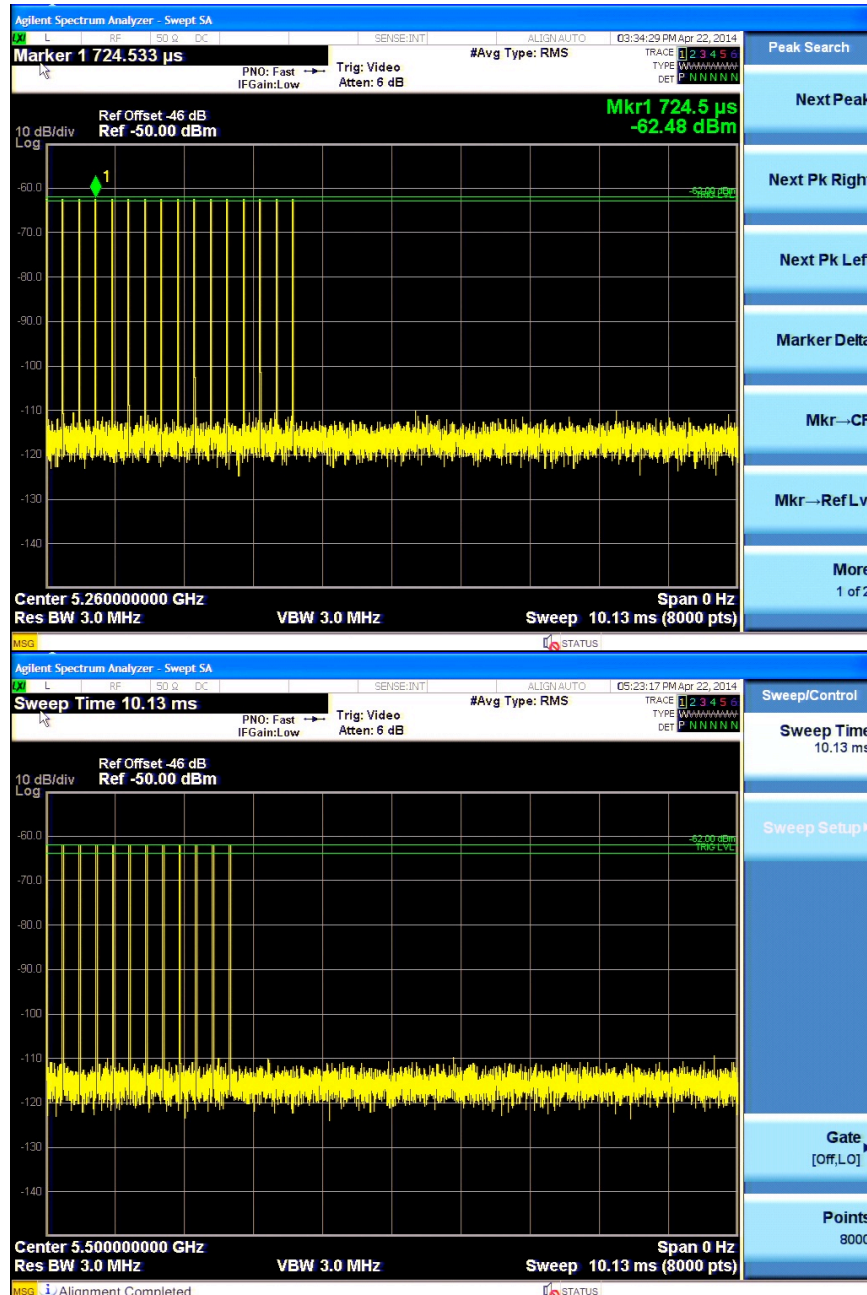 Agilent Spectrum Analyzer - Swept SA
LXI L RF 50 Ω DC SENSE:INT ALIGN AUTO 03:34:29 PM Apr 22, 2014
Marker 1 724.533 µs
PNO: Fast
IFGain:Low
Trig: Video
Atten: 6 dB
#Avg Type: RMS
TRACE 1 2 3 4 5 6
TYPE WWWWWW
DET P N N N N N
Peak Search
Ref Offset -46 dB
10 dB/div Ref -50.00 dBm
Log
Mkr1 724.5 µs
-62.48 dBm
1
-60.0
-62.00 dBm
TRIG LVL
-70.0
-80.0
-90.0
-100
-110
-120
-130
-140
Center 5.260000000 GHz
Span 0 Hz
Res BW 3.0 MHz
VBW 3.0 MHz
Sweep 10.13 ms (8000 pts)
MSG
STATUS
Next Peak
Next Pk Right
Next Pk Left
Marker Delta
Mkr→CF
Mkr→Ref Lv
More
1 of 2
Agilent Spectrum Analyzer - Swept SA
LXI L RF 50 Ω DC SENSE:INT ALIGN AUTO 05:23:17 PM Apr 22, 2014
Sweep Time 10.13 ms
PNO: Fast
IFGain:Low
Trig: Video
Atten: 6 dB
#Avg Type: RMS
TRACE 1 2 3 4 5 6
TYPE WWWWWW
DET P N N N N N
Sweep/Control
Ref Offset -46 dB
10 dB/div Ref -50.00 dBm
Log
-60.0
-62.00 dBm
TRIG LVL
-70.0
-80.0
-90.0
-100
-110
-120
-130
-140
Center 5.500000000 GHz
Span 0 Hz
Res BW 3.0 MHz
VBW 3.0 MHz
Sweep 10.13 ms (8000 pts)
MSG
Alignment Completed
STATUS
Sweep Time
10.13 ms
Sweep Setup
Gate
[Off,LO]
Points
8000